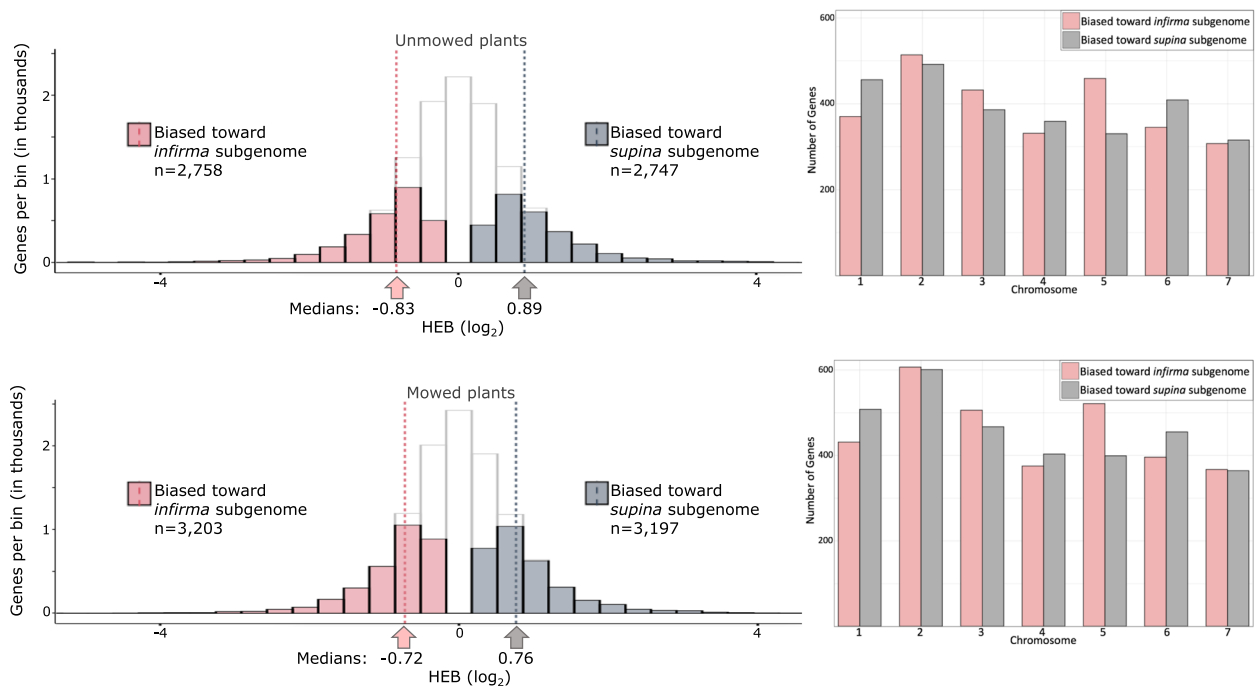 Unmowed plants
Genes per bin (in thousands)
2
1
0
Biased toward
infirma subgenome
n=2,758
Biased toward
supina subgenome
n=2,747
-4
0
4
Medians: -0.83
0.89
HEB (log2)
Number of Genes
600
400
200
Biased toward infirma subgenome
Biased toward supina subgenome
1
2
3
4
5
6
7
Chromosome
Mowed plants
Genes per bin (in thousands)
2
1
0
Biased toward
infirma subgenome
n=3,203
Biased toward
supina subgenome
n=3,197
-4
0
4
Medians: -0.72
0.76
HEB (log2)
Number of Genes
600
400
200
Biased toward infirma subgenome
Biased toward supina subgenome
1
2
3
4
5
6
7
Chromosome